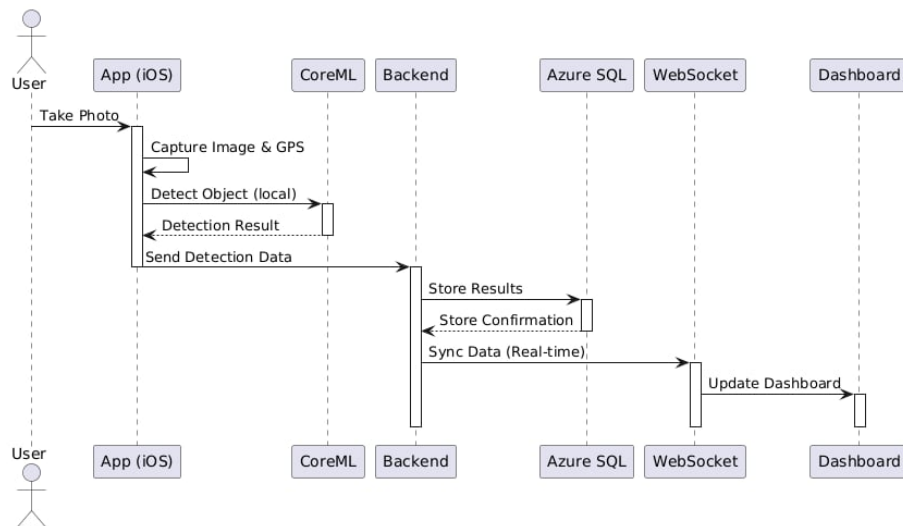 User
App (iOS)
CoreML
Backend
Azure SQL
WebSocket
Dashboard
Take Photo
Capture Image & GPS
Detect Object (local)
Detection Result
Send Detection Data
Store Results
Store Confirmation
Sync Data (Real-time)
Update Dashboard
User
App (iOS)
CoreML
Backend
Azure SQL
WebSocket
Dashboard